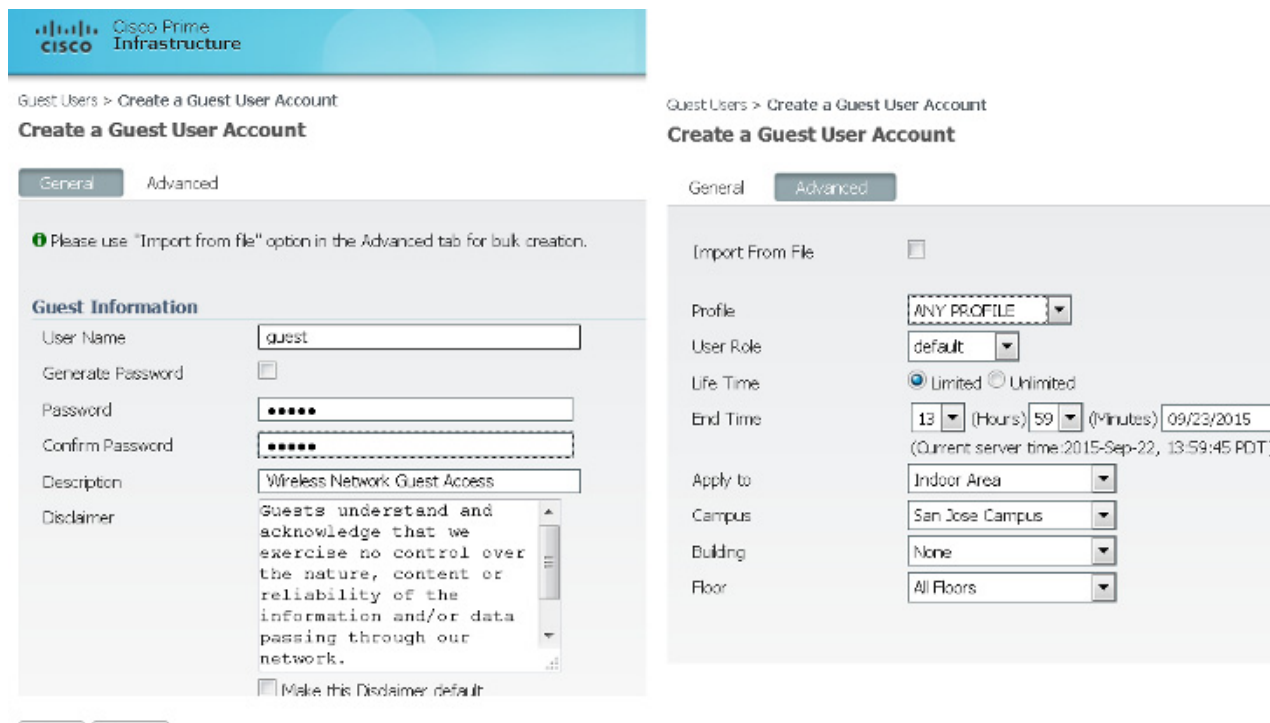 Cisco Prime
CISCO Infrastructure
Guest Users > Create a Guest User Account
Create a Guest User Account
General Advanced
Please use "Import from file" option in the Advanced tab for bulk creation.
Guest Information
User Name guest
Generate Password
Password •••••
Confirm Password •••••
Description Wireless Network Guest Access
Disclaimer Guests understand and
acknowledge that we
exercise no control over
the nature, content or
reliability of the
information and/or data
passing through our
network.
Make this Disclaimer default
Guest Users > Create a Guest User Account
Create a Guest User Account
General Advanced
Import From File
Profile ANY PROFILE
User Role default
Life Time Limited Unlimited
End Time 13 (Hours) 59 (Minutes) 09/23/2015
(Current server time:2015-Sep-22, 13:59:45 PDT)
Apply to Indoor Area
Campus San Jose Campus
Building None
Floor All Floors